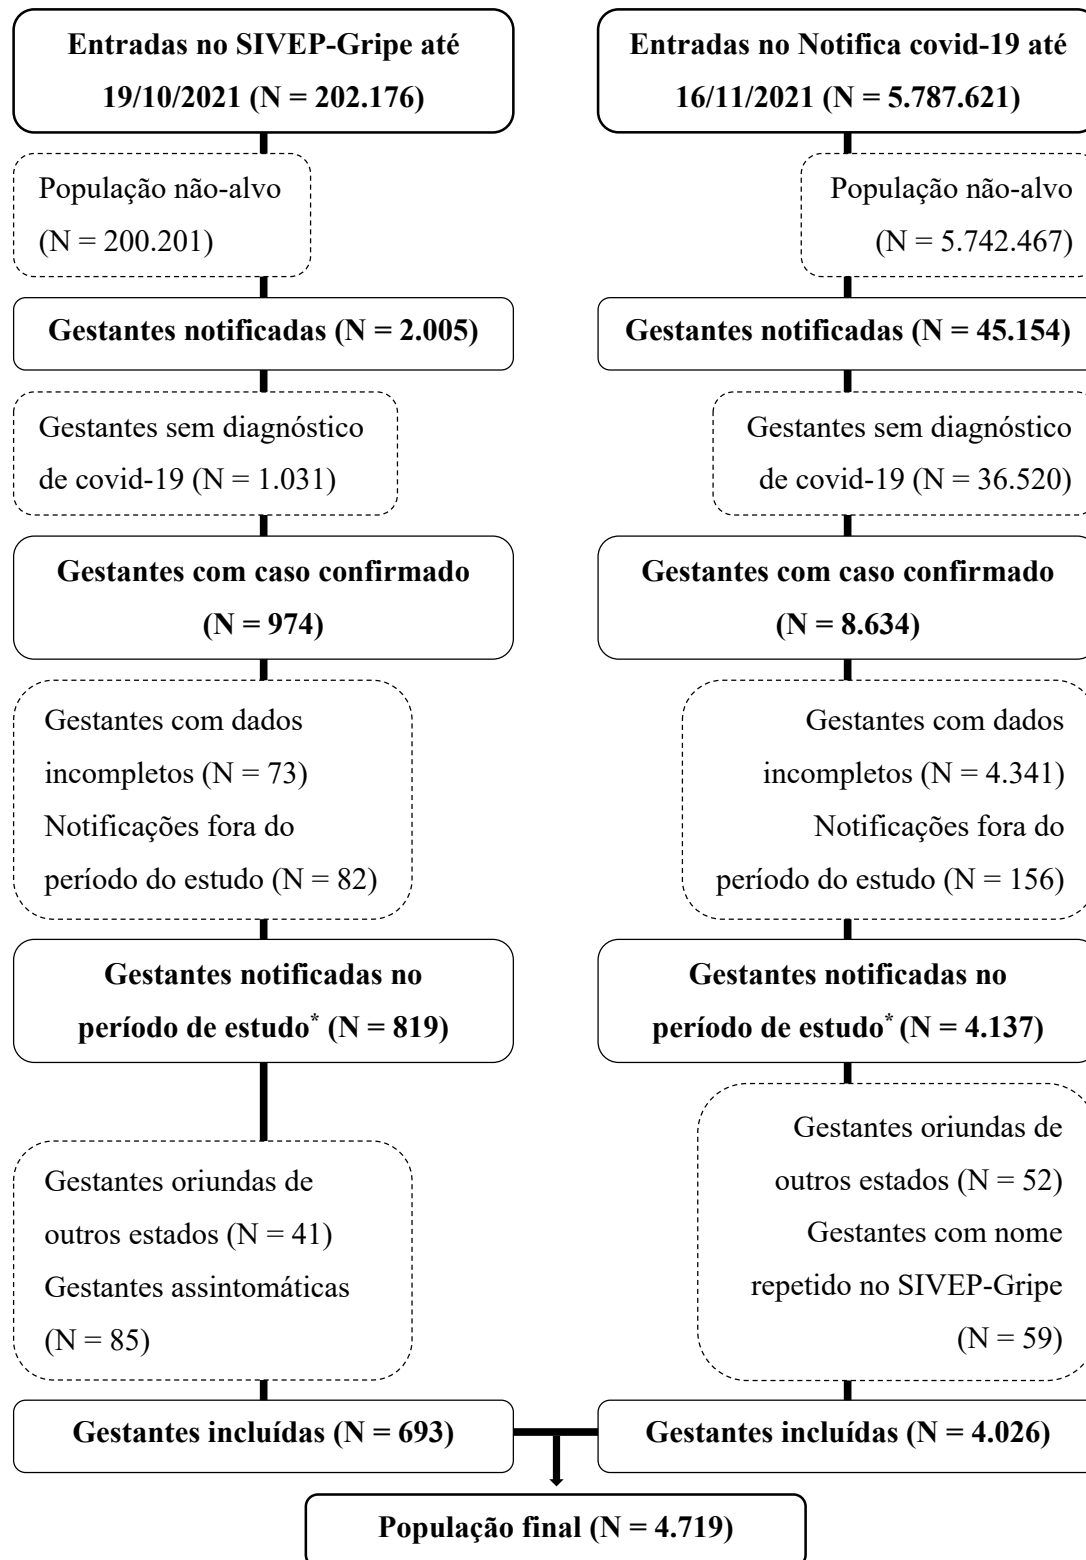 Entradas no SIVEP-Gripe até
19/10/2021 (N = 202.176)
População não-alvo
(N = 200.201)
Gestantes notificadas (N = 2.005)
Gestantes sem diagnóstico
de covid-19 (N = 1.031)
Gestantes com caso confirmado
(N = 974)
Gestantes com dados
incompletos (N = 73)
Notificações fora do
período do estudo (N = 82)
Gestantes notificadas no
período de estudo* (N = 819)
Gestantes oriundas de
outros estados (N = 41)
Gestantes assintomáticas
(N = 85)
Gestantes incluídas (N = 693)
Entradas no Notifica covid-19 até
16/11/2021 (N = 5.787.621)
População não-alvo
(N = 5.742.467)
Gestantes notificadas (N = 45.154)
Gestantes sem diagnóstico
de covid-19 (N = 36.520)
Gestantes com caso confirmado
(N = 8.634)
Gestantes com dados
incompletos (N = 4.341)
Notificações fora do
período do estudo (N = 156)
Gestantes notificadas no
período de estudo* (N = 4.137)
Gestantes oriundas de
outros estados (N = 52)
Gestantes com nome
repetido no SIVEP-Gripe
(N = 59)
Gestantes incluídas (N = 4.026)
População final (N = 4.719)